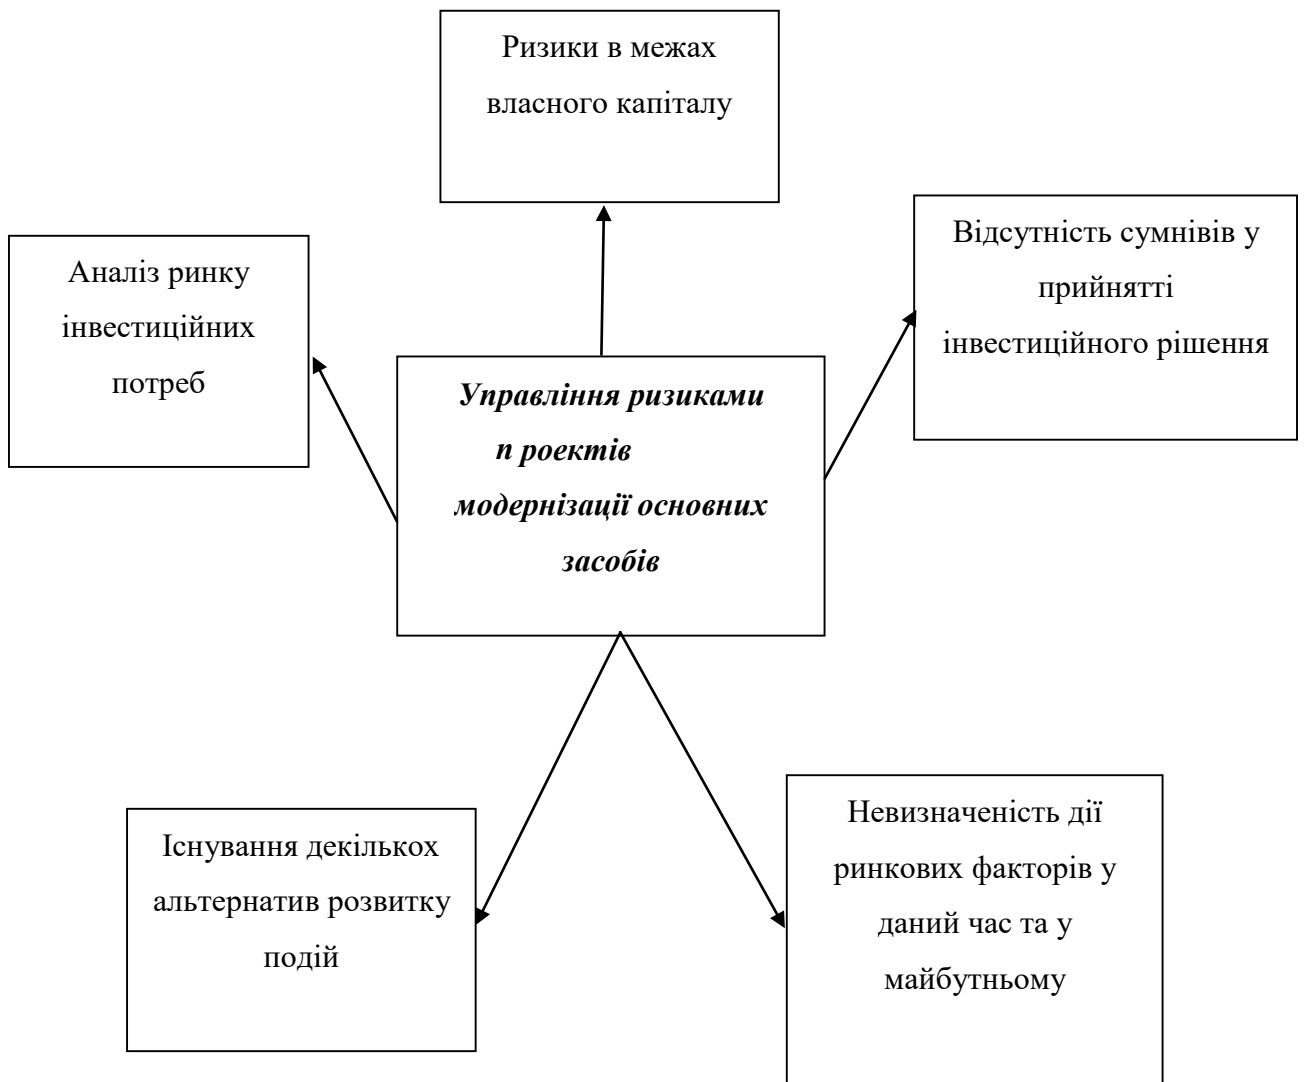 Ризики в межах
власного капіталу
Відсутність сумнівів у
прийнятті
інвестиційного рішення
Аналіз ринку
інвестиційних
потреб
Управління ризиками
п роектів
модернізації основних
засобів
Існування декількох
альтернатив розвитку
подій
Невизначеність дії
ринкових факторів у
даний час та у
майбутньому